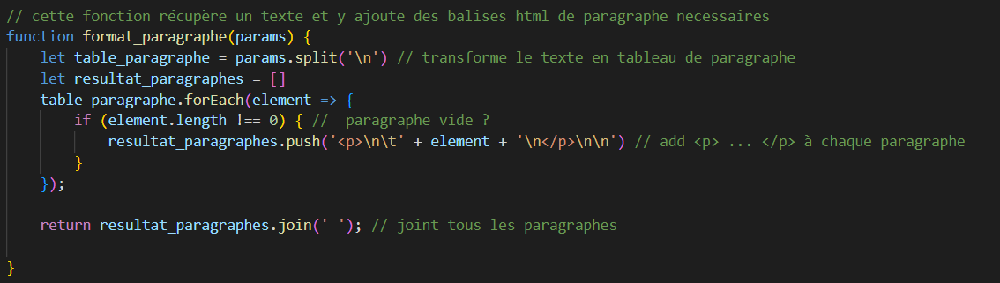 // cette fonction récupère un texte et y ajoute des balises html de paragraphe necessaires
function format_paragraphe(params) {
    let table_paragraphe = params.split('\n') // transforme le texte en tableau de paragraphe
    let resultat_paragraphes = []
    table_paragraphe.forEach(element => {
        if (element.length !== 0) { //  paragraphe vide ?
            resultat_paragraphes.push('<p>\n\t' + element + '\n</p>\n\n') // add <p> ... </p> à chaque paragraphe
        }
    });
    return resultat_paragraphes.join(' '); // joint tous les paragraphes
}